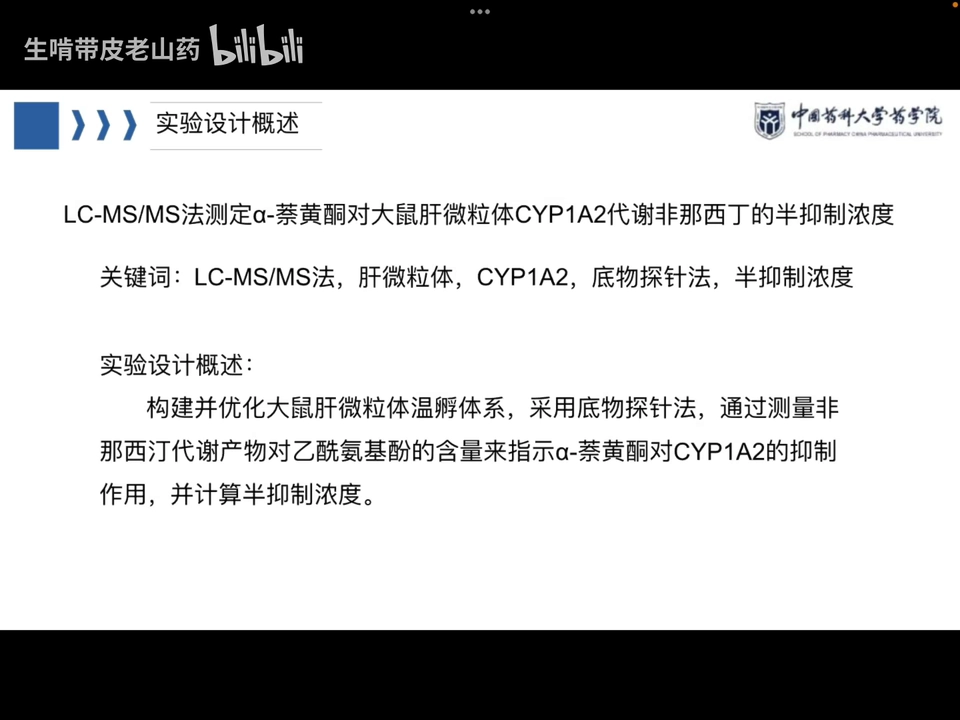 生啃带皮老山药 bilibili
实验设计概述
中国药科大学药学院
SCHOOL OF PHARMACY CHINA PHARMACEUTICAL UNIVERSITY
LC-MS/MS法测定α-萘黄酮对大鼠肝微粒体CYP1A2代谢非那西丁的半抑制浓度
关键词：LC-MS/MS法，肝微粒体，CYP1A2，底物探针法，半抑制浓度
实验设计概述：
构建并优化大鼠肝微粒体温孵体系，采用底物探针法，通过测量非
那西汀代谢产物对乙酰氨基酚的含量来指示α-萘黄酮对CYP1A2的抑制
作用，并计算半抑制浓度。